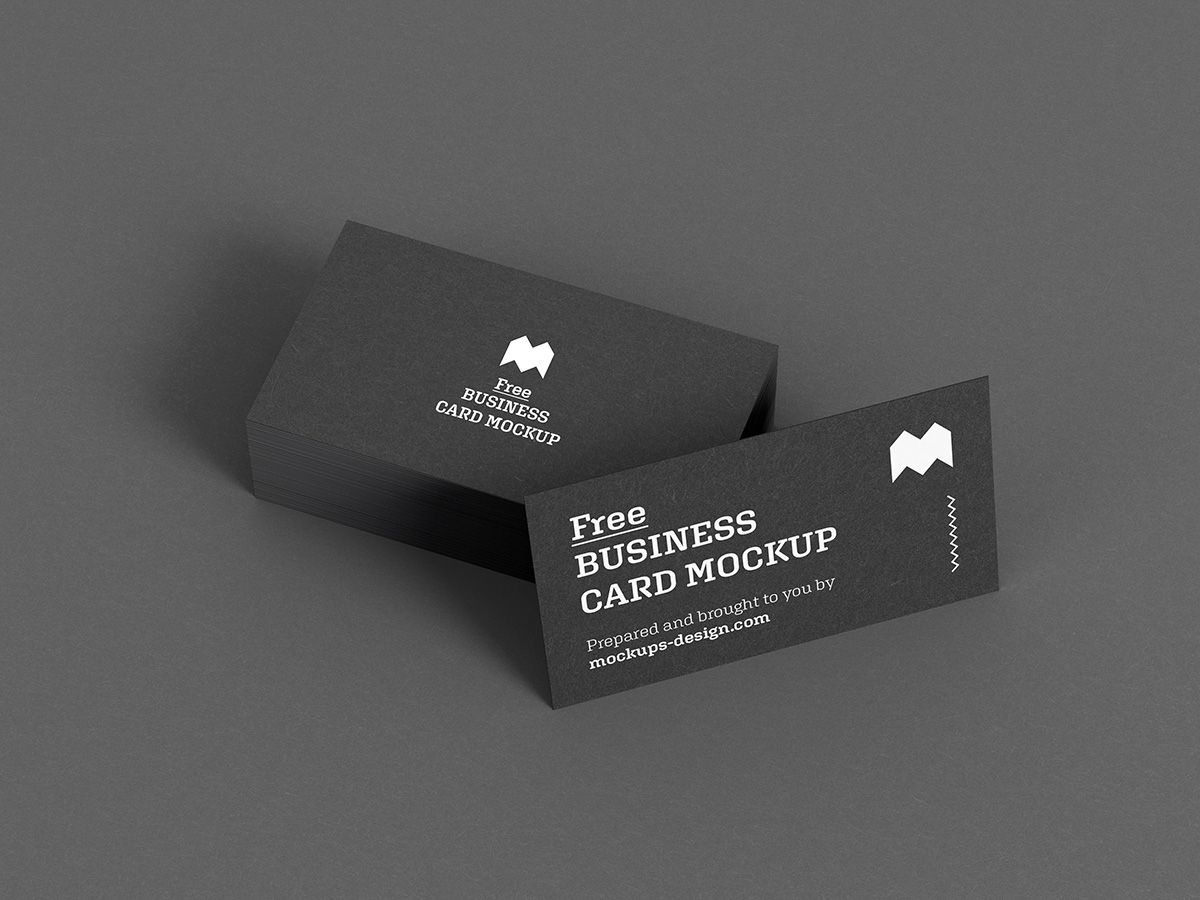 Free
BUSINESS
CARD MOCKUP
Free
BUSINESS
CARD MOCKUP
Prepared and brought to you by
mockups-design.com